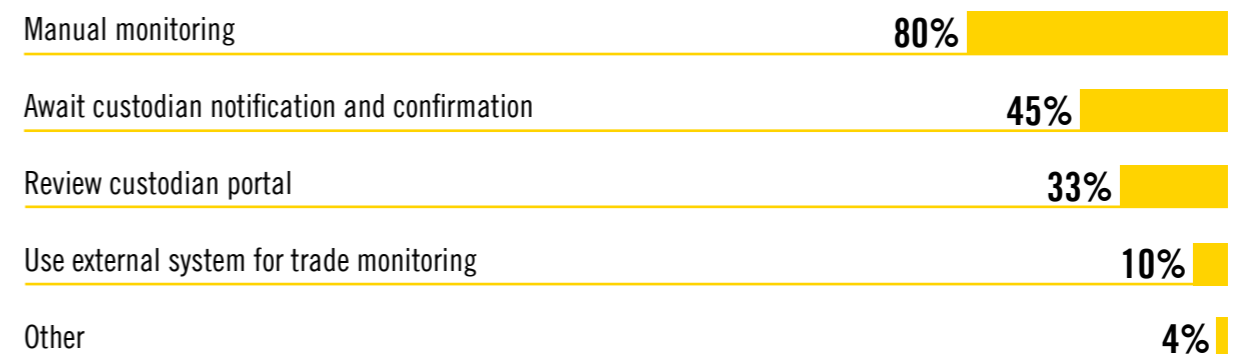 Manual monitoring 80%
Await custodian notification and confirmation 45%
Review custodian portal 33%
Use external system for trade monitoring 10%
Other 4%